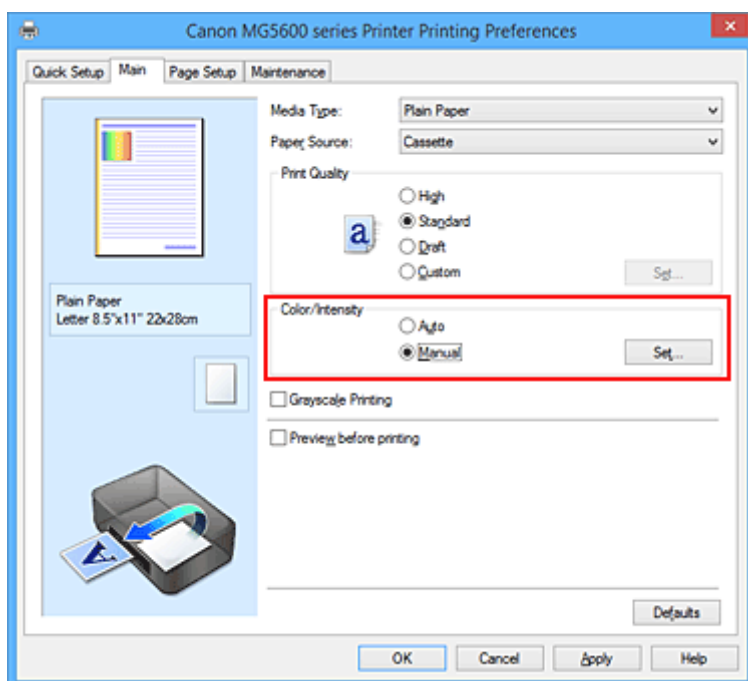 Canon MG5600 series Printer Printing Preferences
Quick Setup Main Page Setup Maintenance
Media Type: Plain Paper
Paper Source: Cassette
Print Quality
High
a Standard
Draft
Custom Set...
Plain Paper
Letter 8.5"x11" 22x28cm
Color/Intensity
Auto
Manual Set...
Grayscale Printing
Preview before printing
A
Defaults
OK Cancel Apply Help